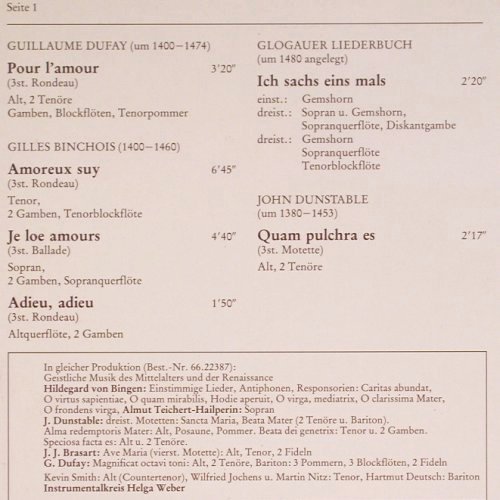 Seite 1
GUILLAUME DUFAY (um 1400–1474)
Pour l'amour 3'20"
(3st. Rondeau)
Alt, 2 Tenöre
Gamben, Blockflöten, Tenorpommer
GILLES BINCHOIS (1400–1460)
Amoreux suy 6'45"
(3st. Rondeau)
Tenor,
2 Gamben, Tenorblockflöte
Je loe amours 4'40"
(3st. Ballade)
Sopran,
2 Gamben, Sopranquerflöte
Adieu, adieu 1'50"
(3st. Rondeau)
Altquerflöte, 2 Gamben
GLOGAUER LIEDERBUCH
(um 1480 angelegt)
Ich sachs eins mals 2'20"
einst.: Gemshorn
dreist.: Sopran u. Gemshorn,
Sopranquerflöte, Diskantgambe
dreist.: Gemshorn
Sopranquerflöte
Tenorblockflöte
JOHN DUNSTABLE
(um 1380–1453)
Quam pulchra es 2'17"
(3st. Motette)
Alt, 2 Tenöre
In gleicher Produktion (Best.-Nr. 66.22387):
Geistliche Musik des Mittelalters und der Renaissance
Hildegard von Bingen: Einstimmige Lieder, Antiphonen, Responsorien: Caritas abundat,
O virtus sapientiae, O quam mirabilis, Hodie aperuit, O virga, mediatrix, O clarissima Mater,
O frondens virga, Almut Teichert-Hailperin: Sopran
J. Dunstable: dreist. Motetten: Sancta Maria, Beata Mater (2 Tenöre u. Bariton).
Alma redemptoris Mater: Alt, Posaune, Pommer. Beata dei genetrix: Tenor u. 2 Gamben.
Speciosa facta es: Alt u. 2 Tenöre.
J. J. Brasart: Ave Maria (vierst. Motette): Alt, Tenor, 2 Fideln
G. Dufay: Magnificat octavi toni: Alt, 2 Tenöre, Bariton: 3 Pommern, 3 Blockflöten, 2 Fideln
Kevin Smith: Alt (Countertenor), Wilfried Jochens u. Martin Nitz: Tenor, Hartmut Deutsch: Bariton
Instrumentalkreis Helga Weber